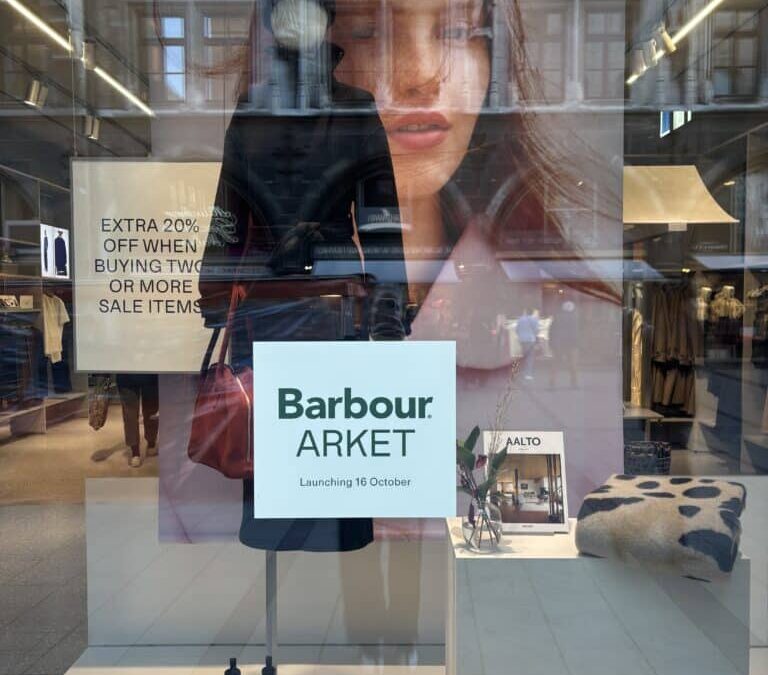 EXTRA 20%
OFF WHEN
BUYING TWO
OR MORE
SALE ITEMS
Barbour®
ARKET
Launching 16 October
AALTO